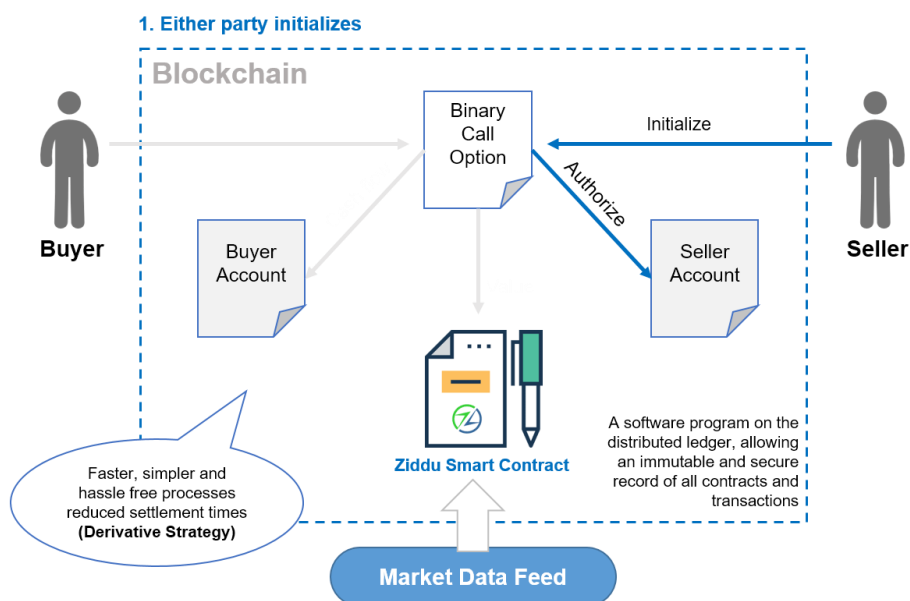 1. Either party initializes
Blockchain
Binary
Call
Option
Initialize
Authorize
Buyer
Seller
Buyer
Account
Seller
Account
Ziddu Smart Contract
A software program on the
distributed ledger, allowing
an immutable and secure
record of all contracts and
transactions
Faster, simpler and
hassle free processes
reduced settlement times
(Derivative Strategy)
Market Data Feed